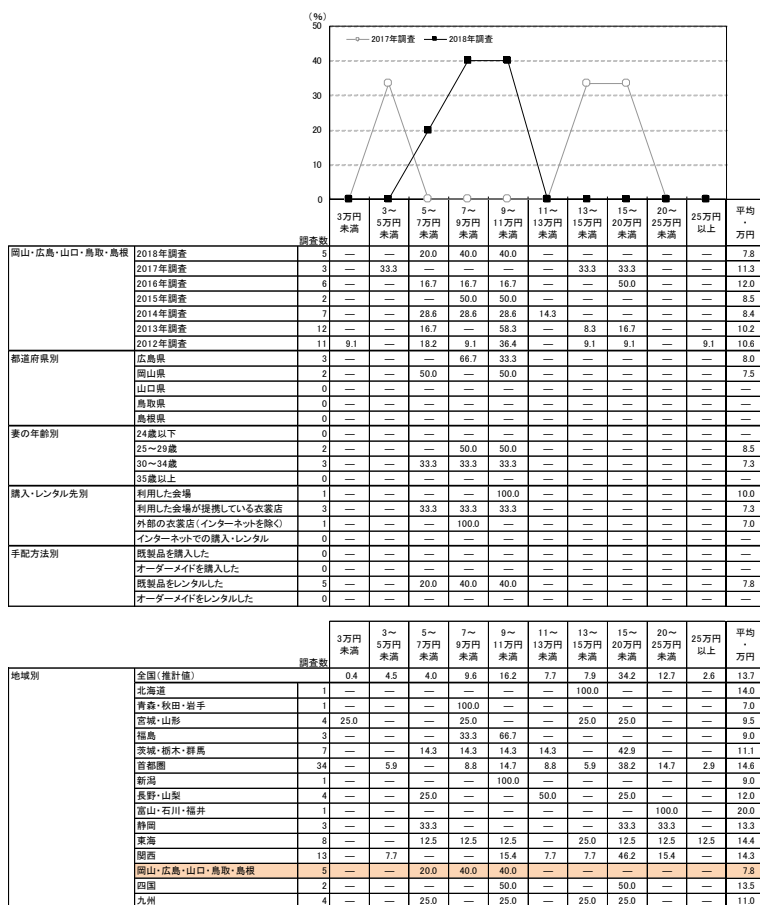 (%)
50
40
30
20
10
0
2017年調査 2018年調査
調査数 3万円未満 3～5万円未満 5～7万円未満 7～9万円未満 9～11万円未満 11～13万円未満 13～15万円未満 15～20万円未満 20～25万円未満 25万円以上 平均・万円
岡山・広島・山口・鳥取・島根 2018年調査 5 — — 20.0 40.0 40.0 — — — — — 7.8
2017年調査 3 — 33.3 — — — — 33.3 33.3 — — 11.3
2016年調査 6 — — 16.7 16.7 16.7 — — 50.0 — — 12.0
2015年調査 2 — — — 50.0 50.0 — — — — — 8.5
2014年調査 7 — — 28.6 28.6 28.6 14.3 — — — — 8.4
2013年調査 12 — — 16.7 — 58.3 — 8.3 16.7 — — 10.2
2012年調査 11 9.1 — 18.2 9.1 36.4 — 9.1 9.1 — 9.1 10.6
都道府県別 広島県 3 — — — 66.7 33.3 — — — — — 8.0
岡山県 2 — — 50.0 — 50.0 — — — — — 7.5
山口県 0 — — — — — — — — — — —
鳥取県 0 — — — — — — — — — — —
島根県 0 — — — — — — — — — — —
妻の年齢別 24歳以下 0 — — — — — — — — — — —
25～29歳 2 — — — 50.0 50.0 — — — — — 8.5
30～34歳 3 — — 33.3 33.3 33.3 — — — — — 7.3
35歳以上 0 — — — — — — — — — — —
購入・レンタル先別 利用した会場 1 — — — — 100.0 — — — — — 10.0
利用した会場が提携している衣裳店 3 — — 33.3 33.3 33.3 — — — — — 7.3
外部の衣裳店(インターネットを除く) 1 — — — 100.0 — — — — — — 7.0
インターネットでの購入・レンタル 0 — — — — — — — — — — —
手配方法別 既製品を購入した 0 — — — — — — — — — — —
オーダーメイドを購入した 0 — — — — — — — — — — —
既製品をレンタルした 5 — — 20.0 40.0 40.0 — — — — — 7.8
オーダーメイドをレンタルした 0 — — — — — — — — — — —
調査数 3万円未満 3～5万円未満 5～7万円未満 7～9万円未満 9～11万円未満 11～13万円未満 13～15万円未満 15～20万円未満 20～25万円未満 25万円以上 平均・万円
地域別 全国(推計値) 0.4 4.5 4.0 9.6 16.2 7.7 7.9 34.2 12.7 2.6 13.7
北海道 1 — — — — — — 100.0 — — — 14.0
青森・秋田・岩手 1 — — — 100.0 — — — — — — 7.0
宮城・山形 4 25.0 — — 25.0 — — 25.0 25.0 — — 9.5
福島 3 — — — 33.3 66.7 — — — — — 9.0
茨城・栃木・群馬 7 — — 14.3 14.3 14.3 14.3 — 42.9 — — 11.1
首都圏 34 — 5.9 — 8.8 14.7 8.8 5.9 38.2 14.7 2.9 14.6
新潟 1 — — — — 100.0 — — — — — 9.0
長野・山梨 4 — — 25.0 — — 50.0 — 25.0 — — 12.0
富山・石川・福井 1 — — — — — — — — 100.0 — 20.0
静岡 3 — — 33.3 — — — — 33.3 33.3 — 13.3
東海 8 — — 12.5 12.5 12.5 — 25.0 12.5 12.5 12.5 14.4
関西 13 — 7.7 — — 15.4 7.7 7.7 46.2 15.4 — 14.3
岡山・広島・山口・鳥取・島根 5 — — 20.0 40.0 40.0 — — — — — 7.8
四国 2 — — — — 50.0 — — 50.0 — — 13.5
九州 4 — — 25.0 — 25.0 — 25.0 25.0 — — 11.0